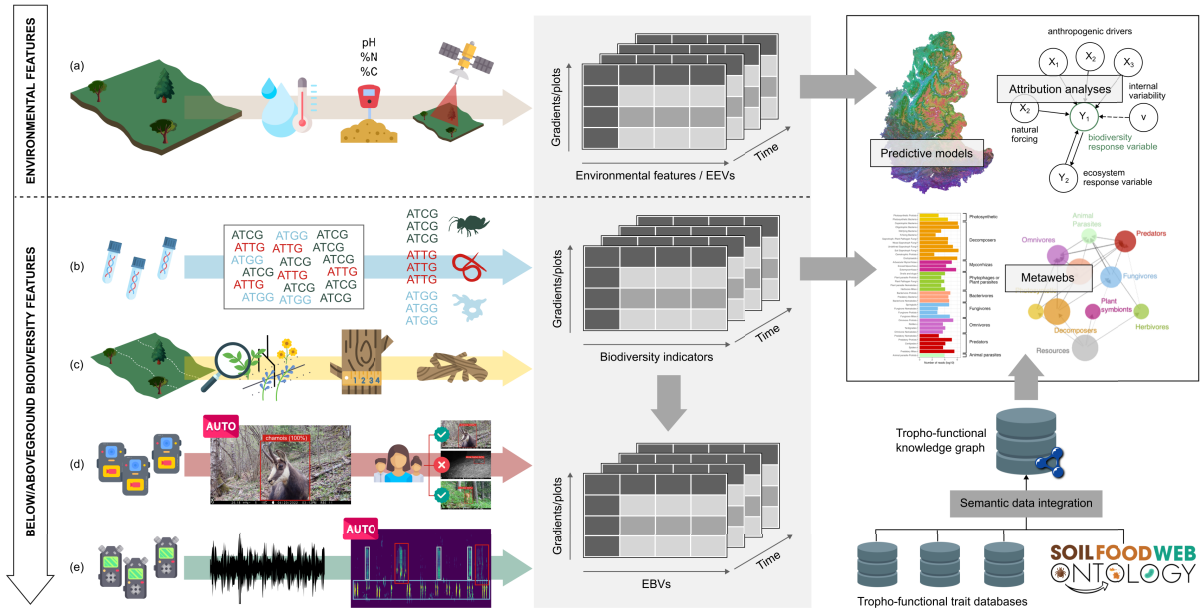 ENVIRONMENTAL FEATURES
(a)
pH
%N
%C
Gradients/plots
Environmental features / EEVs
Time
Predictive models
anthropogenic drivers
X1
X2
X3
Attribution analyses
internal
variability
X2
Y1
v
natural
forcing
biodiversity
response variable
Y2
ecosystem
response variable
BELOW/ABOVEGROUND BIODIVERSITY FEATURES
(b)
ATCG
ATGG
ATCG
ATTG
ATTG
ATCG
ATGG
ATCG
ATCG
ATCG
ATTG
ATTG
ATCG
ATTG
ATCG
ATGG
ATGG
ATCG
ATCG
ATCG
ATCG
ATTG
ATTG
ATTG
ATGG
ATGG
ATGG
Gradients/plots
Biodiversity indicators
Time
Photosynthetic
Decomposers
Mycorrhizas
Phytophages or
Plant parasites
Bacterivores
Fungivores
Omnivores
Predators
Animal parasites
Animal
Parasites
Predators
Omnivores
Metawebs
Fungivores
Plant
symbionts
Decomposers
Herbivores
Resources
(c)
1 2 3 4
(d)
AUTO
chamois (100%)
(e)
AUTO
Gradients/plots
EBVs
Time
Tropho-functional
knowledge graph
Semantic data integration
SOILFOODWEB
ONTOLOGY
Tropho-functional trait databases